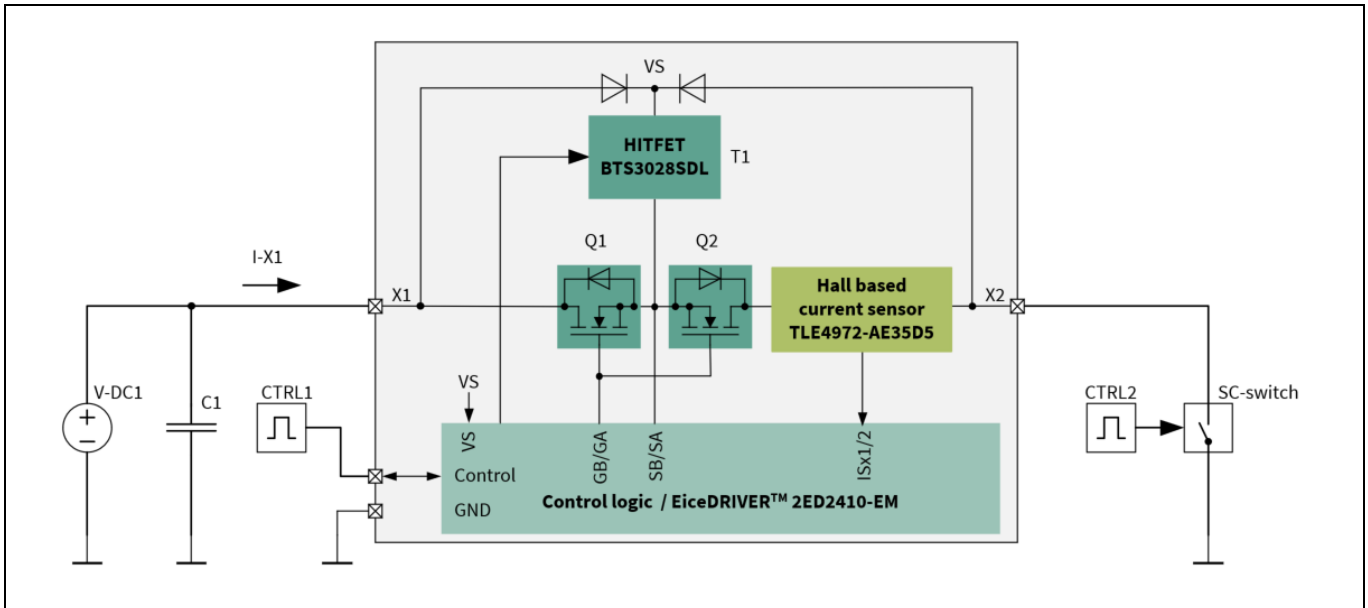 VS
HITFET
BTS3028SDL
T1
Q1
Q2
I-X1
X1
Hall based
current sensor
TLE4972-AE35D5
X2
V-DC1
C1
CTRL1
VS
CTRL2
SC-switch
VS
GB/GA
SB/SA
ISx1/2
Control
GND
Control logic / EiceDRIVER™ 2ED2410-EM